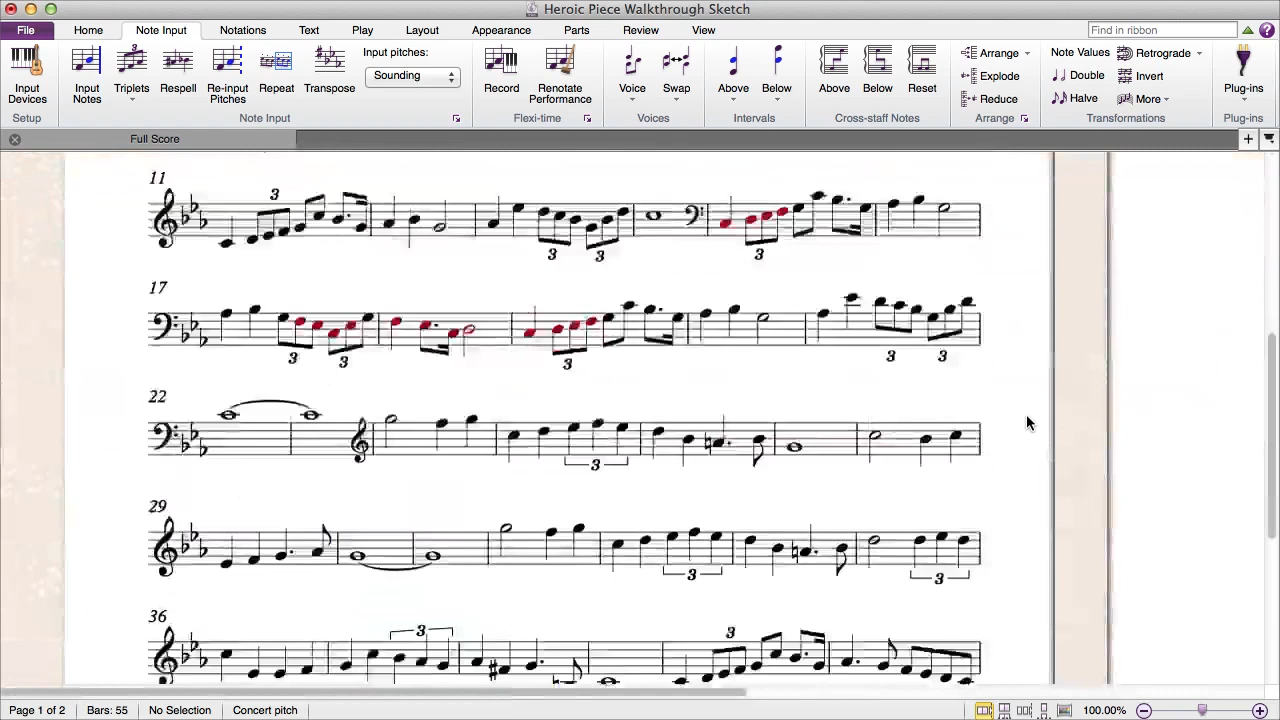 Heroic Piece Walkthrough Sketch
File Home Note Input Notations Text Play Layout Appearance Parts Review View Find in ribbon
Input Devices
Setup
Input Notes
Triplets
Respell
Re-input Pitches
Repeat
Transpose
Input pitches:
Sounding
Note Input
Record
Renotate Performance
Flexi-time
Voice
Swap
Voices
Above
Below
Intervals
Above
Below
Reset
Cross-staff Notes
Arrange
Explode
Reduce
Arrange
Note Values
Double
Halve
Retrograde
Invert
More
Transformations
Plug-ins
Plug-ins
Full Score
11
3
3 3
3
17
3 3
3
3 3
22
3
29
3 3
36
3 3
Page 1 of 2 Bars: 55 No Selection Concert pitch 100.00%